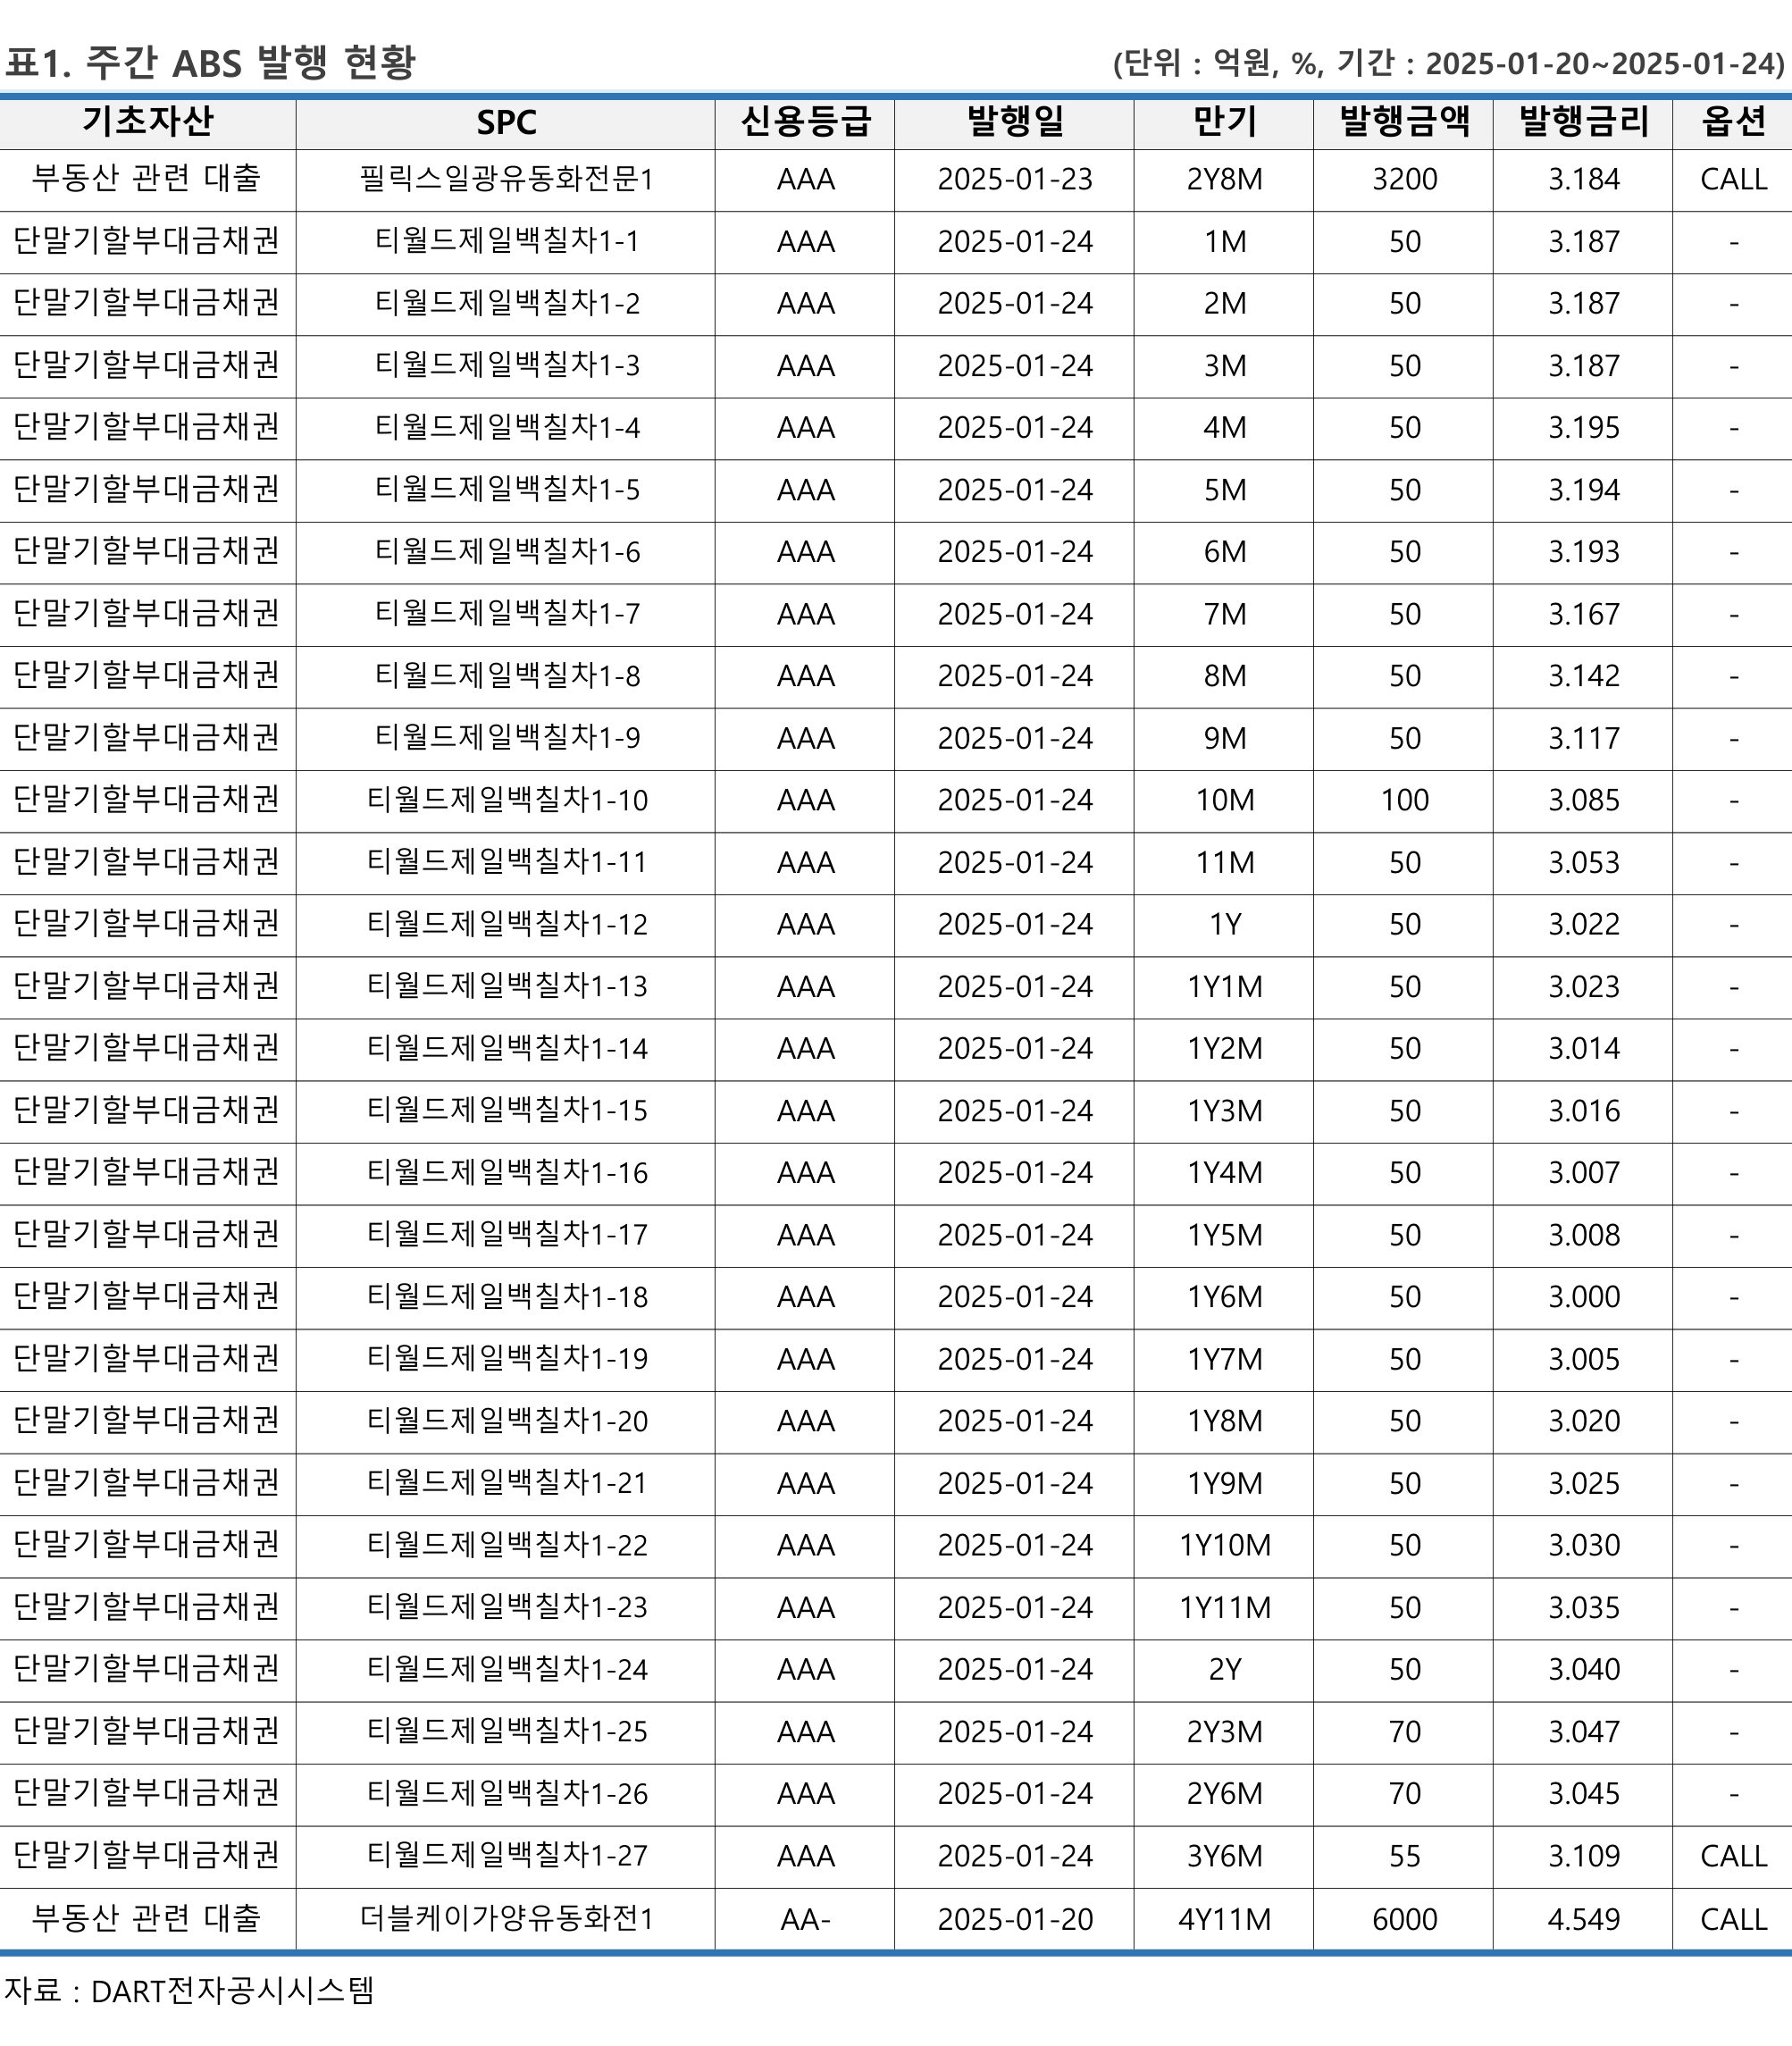 표1. 주간 ABS 발행 현황 (단위 : 억원, %, 기간 : 2025-01-20~2025-01-24)
기초자산 SPC 신용등급 발행일 만기 발행금액 발행금리 옵션
부동산 관련 대출 필릭스일광유동화전문1 AAA 2025-01-23 2Y8M 3200 3.184 CALL
단말기할부대금채권 티월드제일백칠차1-1 AAA 2025-01-24 1M 50 3.187 -
단말기할부대금채권 티월드제일백칠차1-2 AAA 2025-01-24 2M 50 3.187 -
단말기할부대금채권 티월드제일백칠차1-3 AAA 2025-01-24 3M 50 3.187 -
단말기할부대금채권 티월드제일백칠차1-4 AAA 2025-01-24 4M 50 3.195 -
단말기할부대금채권 티월드제일백칠차1-5 AAA 2025-01-24 5M 50 3.194 -
단말기할부대금채권 티월드제일백칠차1-6 AAA 2025-01-24 6M 50 3.193 -
단말기할부대금채권 티월드제일백칠차1-7 AAA 2025-01-24 7M 50 3.167 -
단말기할부대금채권 티월드제일백칠차1-8 AAA 2025-01-24 8M 50 3.142 -
단말기할부대금채권 티월드제일백칠차1-9 AAA 2025-01-24 9M 50 3.117 -
단말기할부대금채권 티월드제일백칠차1-10 AAA 2025-01-24 10M 100 3.085 -
단말기할부대금채권 티월드제일백칠차1-11 AAA 2025-01-24 11M 50 3.053 -
단말기할부대금채권 티월드제일백칠차1-12 AAA 2025-01-24 1Y 50 3.022 -
단말기할부대금채권 티월드제일백칠차1-13 AAA 2025-01-24 1Y1M 50 3.023 -
단말기할부대금채권 티월드제일백칠차1-14 AAA 2025-01-24 1Y2M 50 3.014 -
단말기할부대금채권 티월드제일백칠차1-15 AAA 2025-01-24 1Y3M 50 3.016 -
단말기할부대금채권 티월드제일백칠차1-16 AAA 2025-01-24 1Y4M 50 3.007 -
단말기할부대금채권 티월드제일백칠차1-17 AAA 2025-01-24 1Y5M 50 3.008 -
단말기할부대금채권 티월드제일백칠차1-18 AAA 2025-01-24 1Y6M 50 3.000 -
단말기할부대금채권 티월드제일백칠차1-19 AAA 2025-01-24 1Y7M 50 3.005 -
단말기할부대금채권 티월드제일백칠차1-20 AAA 2025-01-24 1Y8M 50 3.020 -
단말기할부대금채권 티월드제일백칠차1-21 AAA 2025-01-24 1Y9M 50 3.025 -
단말기할부대금채권 티월드제일백칠차1-22 AAA 2025-01-24 1Y10M 50 3.030 -
단말기할부대금채권 티월드제일백칠차1-23 AAA 2025-01-24 1Y11M 50 3.035 -
단말기할부대금채권 티월드제일백칠차1-24 AAA 2025-01-24 2Y 50 3.040 -
단말기할부대금채권 티월드제일백칠차1-25 AAA 2025-01-24 2Y3M 70 3.047 -
단말기할부대금채권 티월드제일백칠차1-26 AAA 2025-01-24 2Y6M 70 3.045 -
단말기할부대금채권 티월드제일백칠차1-27 AAA 2025-01-24 3Y6M 55 3.109 CALL
부동산 관련 대출 더블케이가양유동화전1 AA- 2025-01-20 4Y11M 6000 4.549 CALL
자료 : DART전자공시시스템